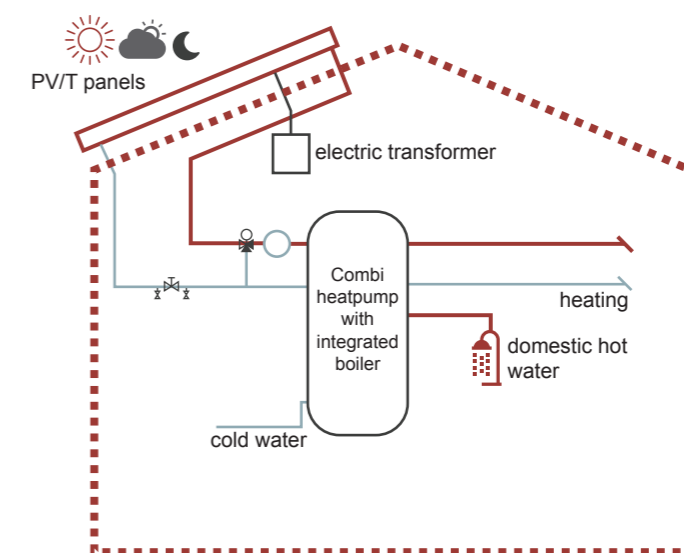 PV/T panels
electric transformer
Combi
heatpump
with
integrated
boiler
heating
domestic hot
water
cold water